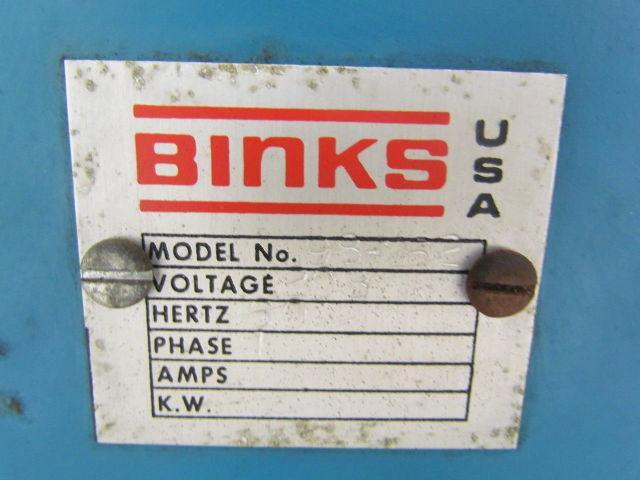 BINKS
USA
MODEL No.
VOLTAGE
HERTZ
PHASE
AMPS
K.W.